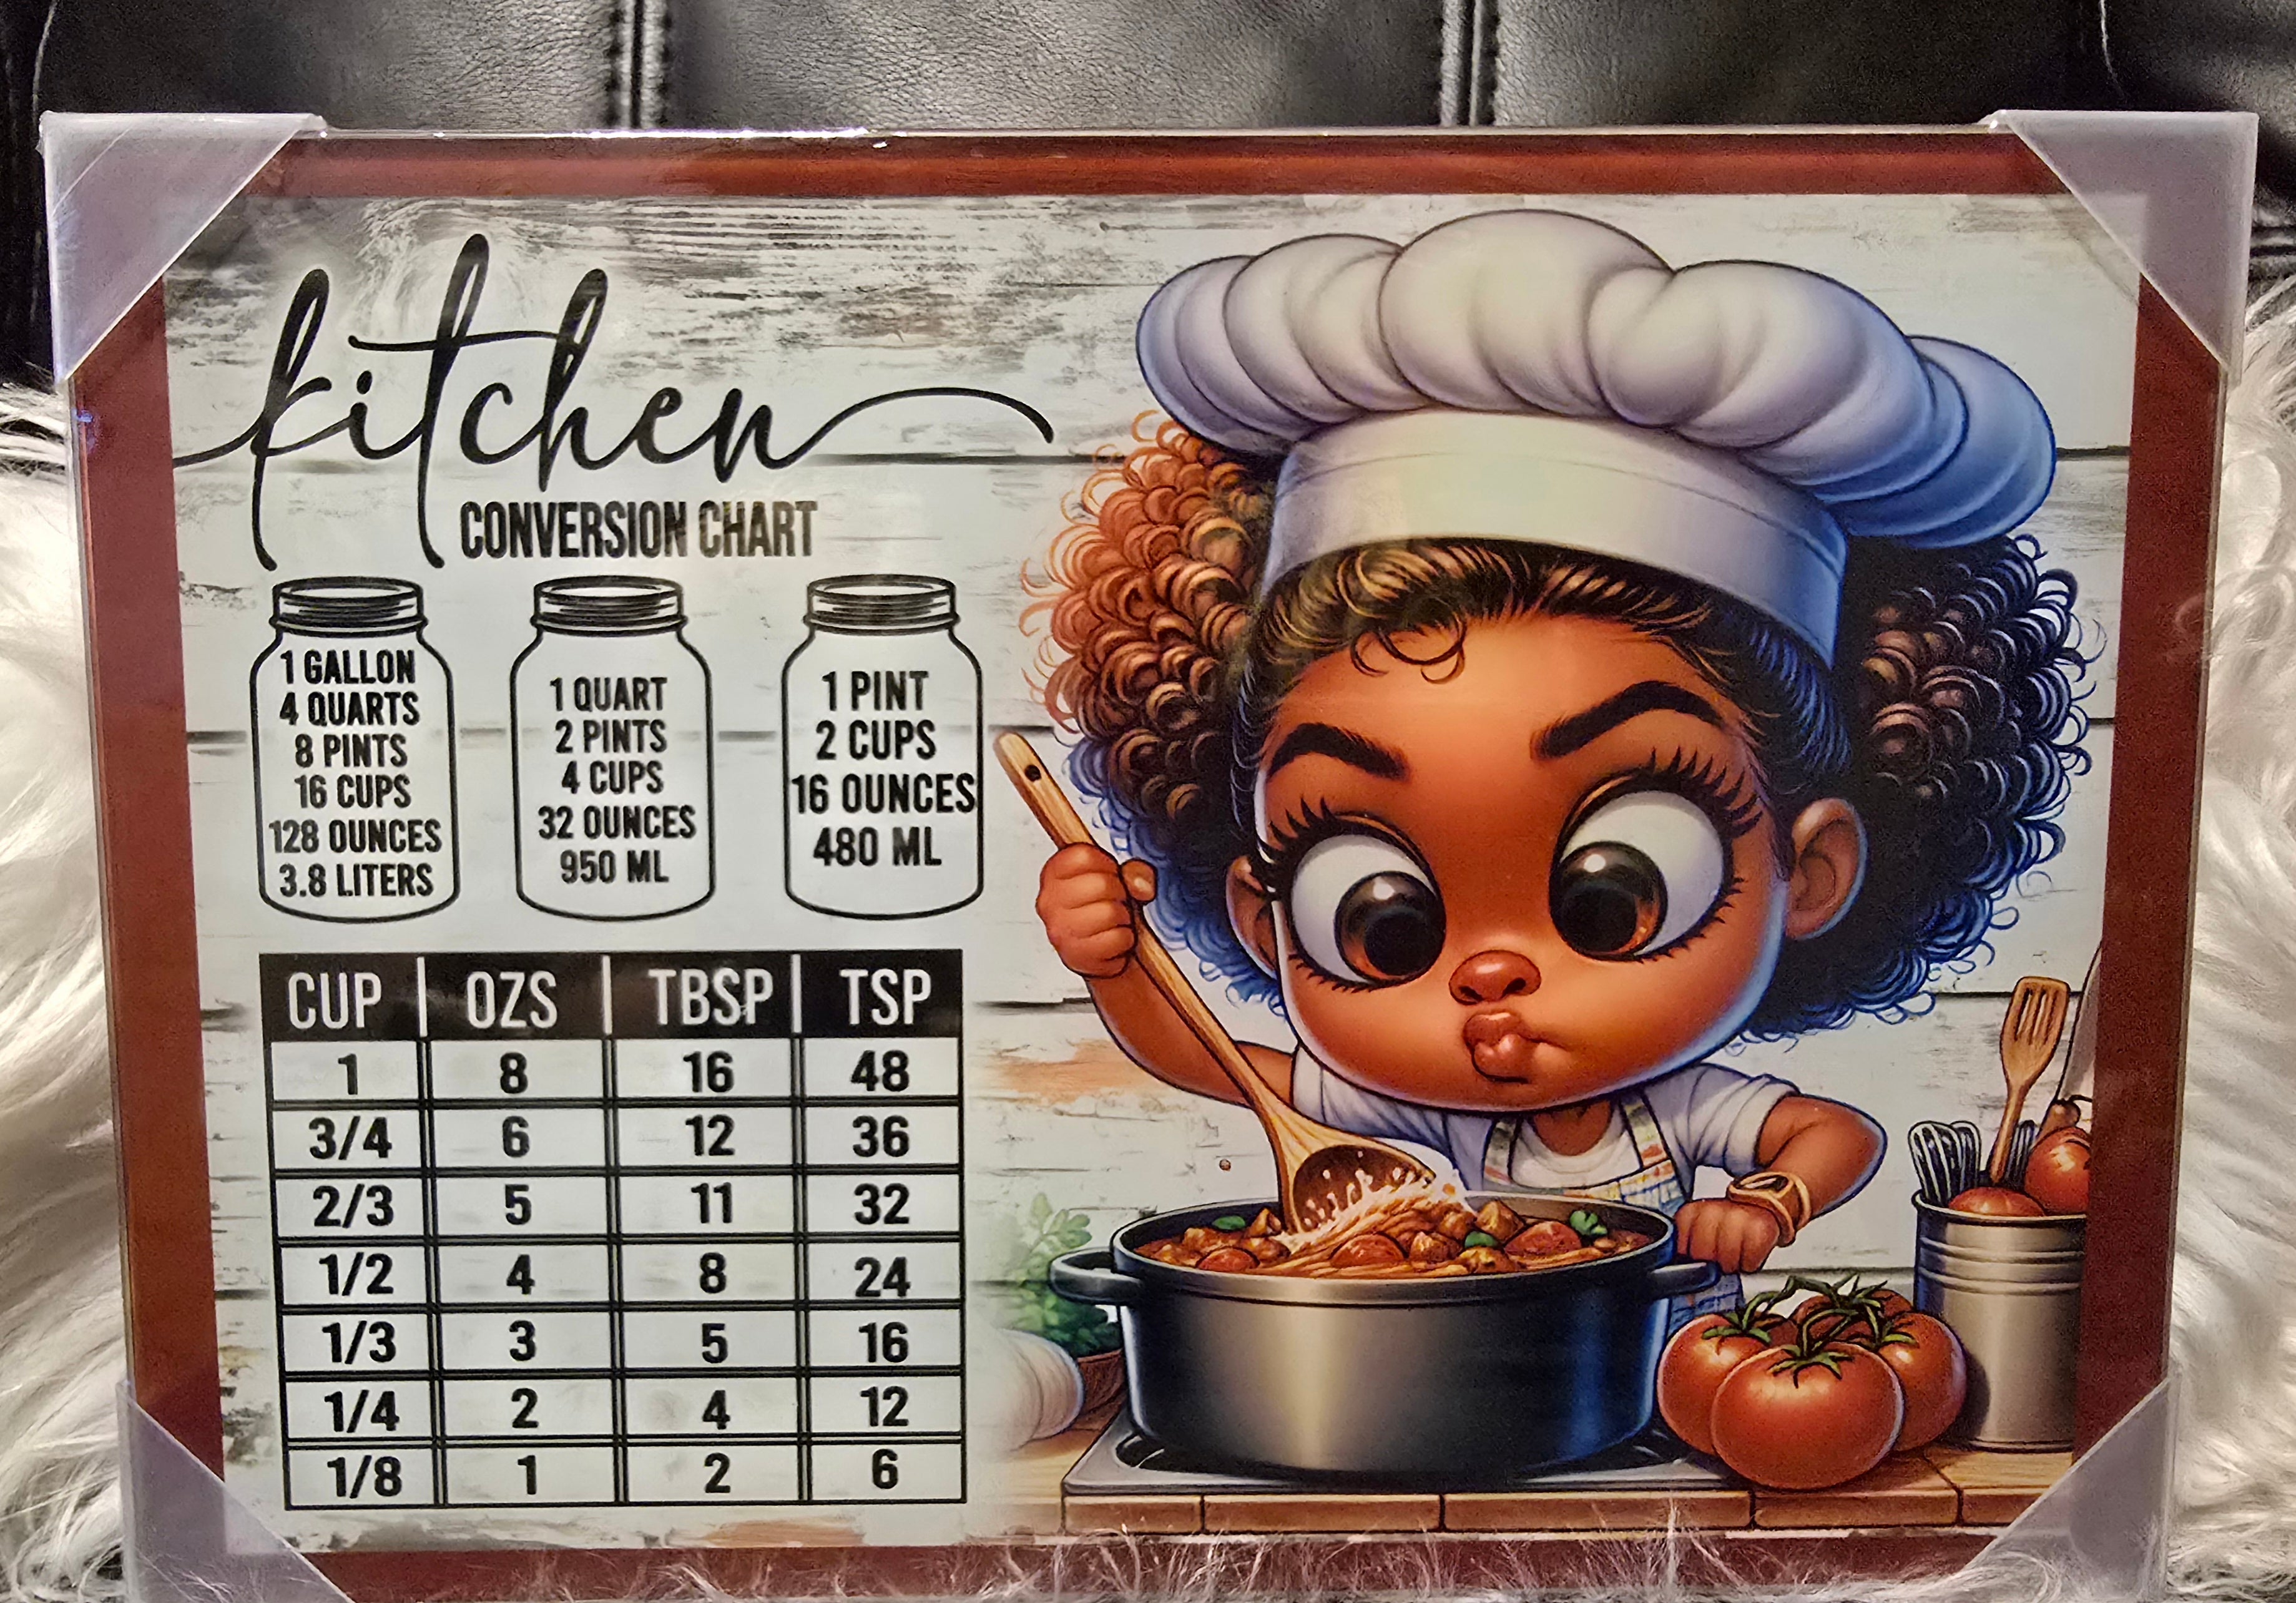 kitchen
CONVERSION CHART
1 GALLON
4 QUARTS
8 PINTS
16 CUPS
128 OUNCES
3.8 LITERS
1 QUART
2 PINTS
4 CUPS
32 OUNCES
950 ML
1 PINT
2 CUPS
16 OUNCES
480 ML
CUP | OZS | TBSP | TSP
1 8 16 48
3/4 6 12 36
2/3 5 11 32
1/2 4 8 24
1/3 3 5 16
1/4 2 4 12
1/8 1 2 6